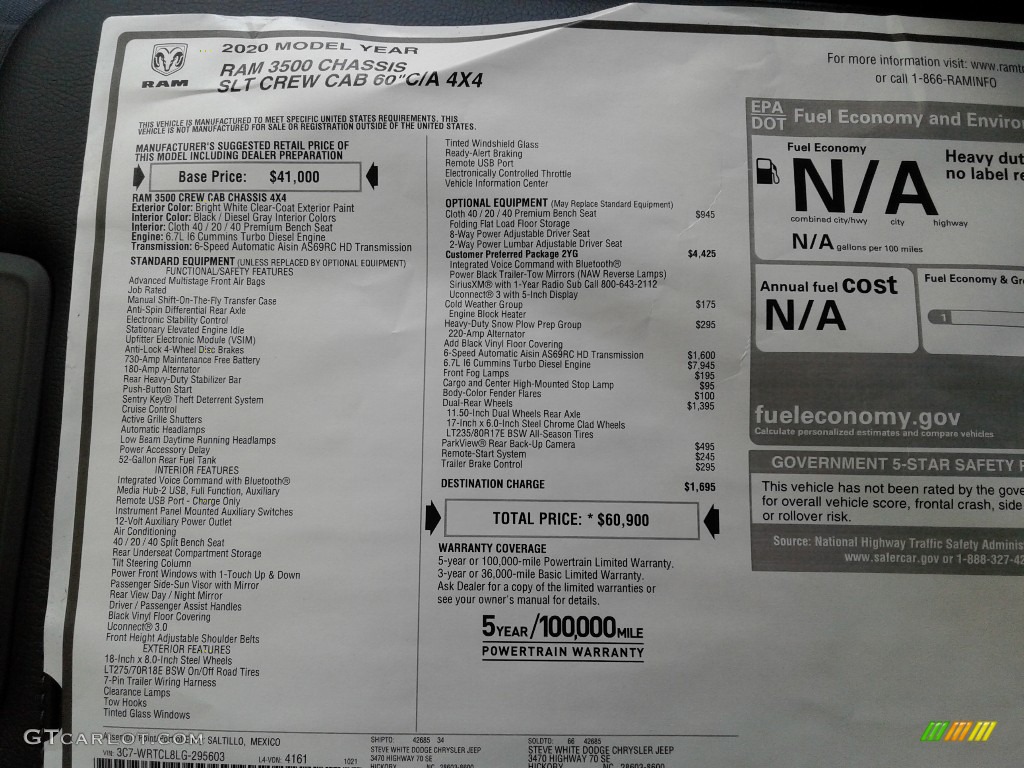 RAM
2020 MODEL YEAR
RAM 3500 CHASSIS
SLT CREW CAB 60"C/A 4X4
THIS VEHICLE IS MANUFACTURED TO MEET SPECIFIC UNITED STATES REQUIREMENTS. THIS
VEHICLE IS NOT MANUFACTURED FOR SALE OR REGISTRATION OUTSIDE OF THE UNITED STATES.
MANUFACTURER'S SUGGESTED RETAIL PRICE OF
THIS MODEL INCLUDING DEALER PREPARATION
Base Price: $41,000
RAM 3500 CREW CAB CHASSIS 4X4
Exterior Color: Bright White Clear-Coat Exterior Paint
Interior Color: Black / Diesel Gray Interior Colors
Interior: Cloth 40 / 20 / 40 Premium Bench Seat
Engine: 6.7L I6 Cummins Turbo Diesel Engine
Transmission: 6-Speed Automatic Aisin AS69RC HD Transmission
STANDARD EQUIPMENT (UNLESS REPLACED BY OPTIONAL EQUIPMENT)
FUNCTIONAL/SAFETY FEATURES
Advanced Multistage Front Air Bags
Job Rated
Manual Shift-On-The-Fly Transfer Case
Anti-Spin Differential Rear Axle
Electronic Stability Control
Stationary Elevated Engine Idle
Upfitter Electronic Module (VSIM)
Anti-Lock 4-Wheel Disc Brakes
730-Amp Maintenance Free Battery
180-Amp Alternator
Rear Heavy-Duty Stabilizer Bar
Push-Button Start
Sentry Key® Theft Deterrent System
Cruise Control
Active Grille Shutters
Automatic Headlamps
Low Beam Daytime Running Headlamps
Power Accessory Delay
52-Gallon Rear Fuel Tank
INTERIOR FEATURES
Integrated Voice Command with Bluetooth®
Media Hub-2 USB, Full Function, Auxiliary
Remote USB Port - Charge Only
Instrument Panel Mounted Auxiliary Switches
12-Volt Auxiliary Power Outlet
Air Conditioning
40 / 20 / 40 Split Bench Seat
Rear Underseat Compartment Storage
Tilt Steering Column
Power Front Windows with 1-Touch Up & Down
Passenger Side-Sun Visor with Mirror
Rear View Day / Night Mirror
Driver / Passenger Assist Handles
Black Vinyl Floor Covering
Uconnect® 3.0
Front Height Adjustable Shoulder Belts
EXTERIOR FEATURES
18-Inch x 8.0-Inch Steel Wheels
LT275/70R18E BSW On/Off Road Tires
7-Pin Trailer Wiring Harness
Clearance Lamps
Tow Hooks
Tinted Glass Windows
Tinted Windshield Glass
Ready-Alert Braking
Remote USB Port
Electronically Controlled Throttle
Vehicle Information Center
OPTIONAL EQUIPMENT (May Replace Standard Equipment)
Cloth 40 / 20 / 40 Premium Bench Seat $945
Folding Flat Load Floor Storage
8-Way Power Adjustable Driver Seat
2-Way Power Lumbar Adjustable Driver Seat
Customer Preferred Package 2YG $4,425
Integrated Voice Command with Bluetooth®
Power Black Trailer-Tow Mirrors (NAW Reverse Lamps)
SiriusXM® with 1-Year Radio Sub Call 800-643-2112
Uconnect® 3 with 5-Inch Display
Cold Weather Group $175
Engine Block Heater
Heavy-Duty Snow Plow Prep Group $295
220-Amp Alternator
Add Black Vinyl Floor Covering
6-Speed Automatic Aisin AS69RC HD Transmission $1,600
6.7L I6 Cummins Turbo Diesel Engine $7,945
Front Fog Lamps $195
Cargo and Center High-Mounted Stop Lamp $95
Body-Color Fender Flares $100
Dual-Rear Wheels $1,395
11.50-Inch Dual Wheels Rear Axle
17-Inch x 6.0-Inch Steel Chrome Clad Wheels
LT235/80R17E BSW All-Season Tires
ParkView® Rear Back-Up Camera $495
Remote-Start System $245
Trailer Brake Control $295
DESTINATION CHARGE $1,695
TOTAL PRICE: * $60,900
WARRANTY COVERAGE
5-year or 100,000-mile Powertrain Limited Warranty.
3-year or 36,000-mile Basic Limited Warranty.
Ask Dealer for a copy of the limited warranties or
see your owner's manual for details.
5 YEAR/100,000 MILE
POWERTRAIN WARRANTY
For more information visit: www.ramt
or call 1-866-RAMINFO
EPA
DOT
Fuel Economy and Enviro
Fuel Economy
N/A
Heavy dut
no label re
combined city/hwy city highway
N/A gallons per 100 miles
Annual fuel cost
N/A
Fuel Economy & Gr
1
fueleconomy.gov
Calculate personalized estimates and compare vehicles
GOVERNMENT 5-STAR SAFETY R
This vehicle has not been rated by the gove
for overall vehicle score, frontal crash, side
or rollover risk.
Source: National Highway Traffic Safety Adminis
www.safercar.gov or 1-888-327-42
SALTILLO, MEXICO
VIN: 3C7-WRTCL8LG-295603 L4-VDN: 4161 1021
SHIPTO: 42685 34
STEVE WHITE DODGE CHRYSLER JEEP
3470 HIGHWAY 70 SE
HICKORY NC 28603-8600
SOLDTO: 66 42685
STEVE WHITE DODGE CHRYSLER JEEP
3470 HIGHWAY 70 SE
HICKORY NC 28603-8600
GTcarlot.com